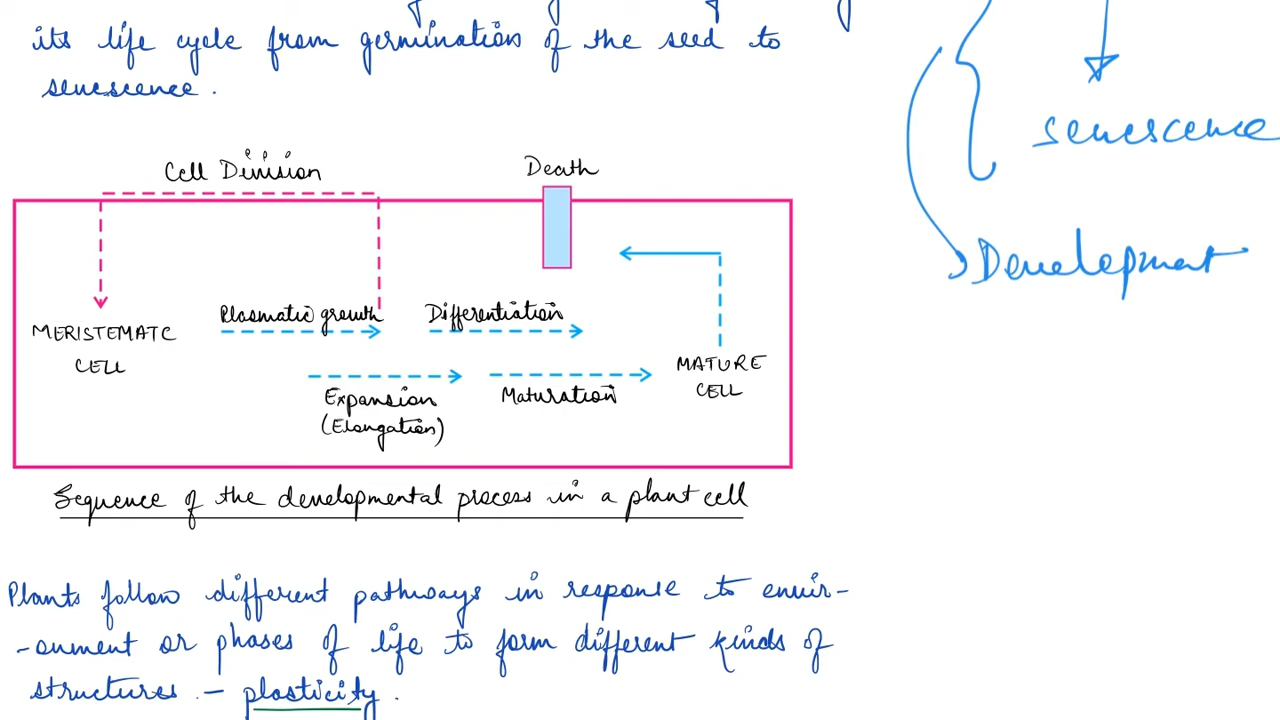 its life cycle from germination of the seed to
senescence.
senescence
Development
Cell Division
Death
Plasmatic growth
Differentiation
MERISTEMATC
CELL
MATURE
CELL
Expansion
(Elongation)
Maturation
Sequence of the developmental process in a plant cell
Plants follow different pathways in response to envir-
-onment or phases of life to form different kinds of
structures. - plasticity.